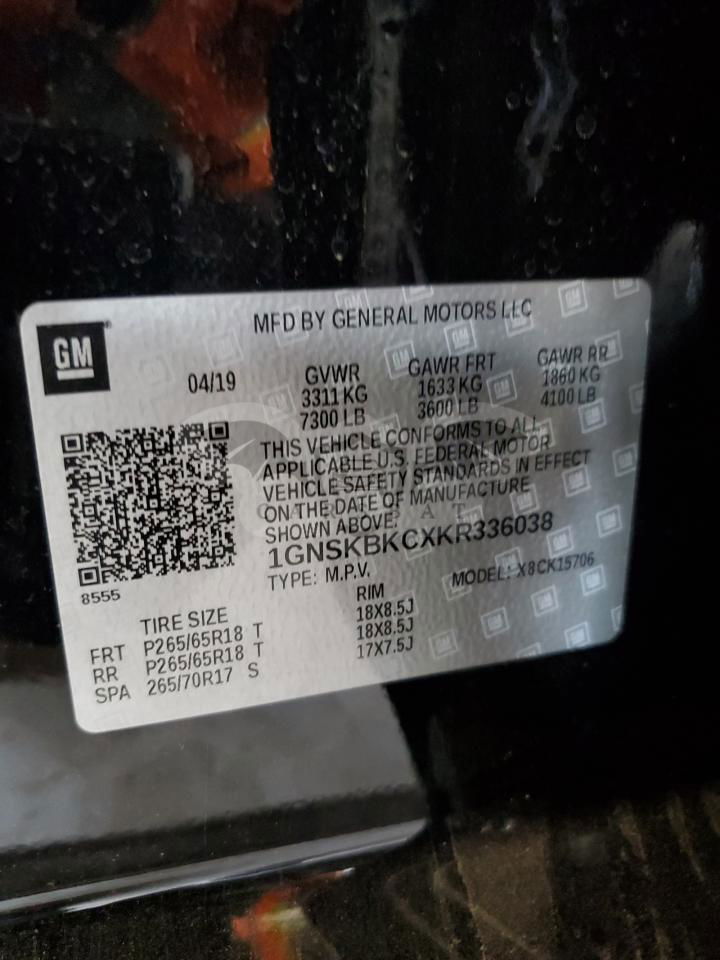 MFD BY GENERAL MOTORS LLC
GM
04/19
GVWR GAWR FRT GAWR RR
3311 KG 1633 KG 1860 KG
7300 LB 3600 LB 4100 LB
THIS VEHICLE CONFORMS TO ALL
APPLICABLE U.S. FEDERAL MOTOR
VEHICLE SAFETY STANDARDS IN EFFECT
ON THE DATE OF MANUFACTURE
SHOWN ABOVE.
1GNSKBKCXKR336038
TYPE: M.P.V. MODEL: X8CK15706
8555
TIRE SIZE RIM
FRT P265/65R18 T 18X8.5J
RR P265/65R18 T 18X8.5J
SPA 265/70R17 S 17X7.5J